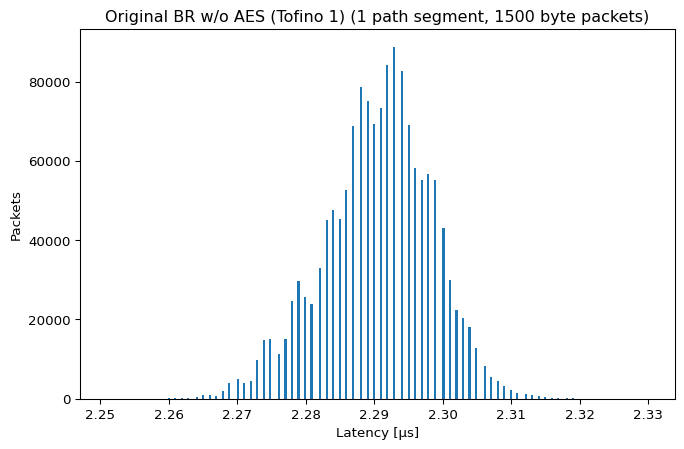 Original BR w/o AES (Tofino 1) (1 path segment, 1500 byte packets)
80000
60000
40000
20000
0
Packets
2.25 2.26 2.27 2.28 2.29 2.30 2.31 2.32 2.33
Latency [µs]